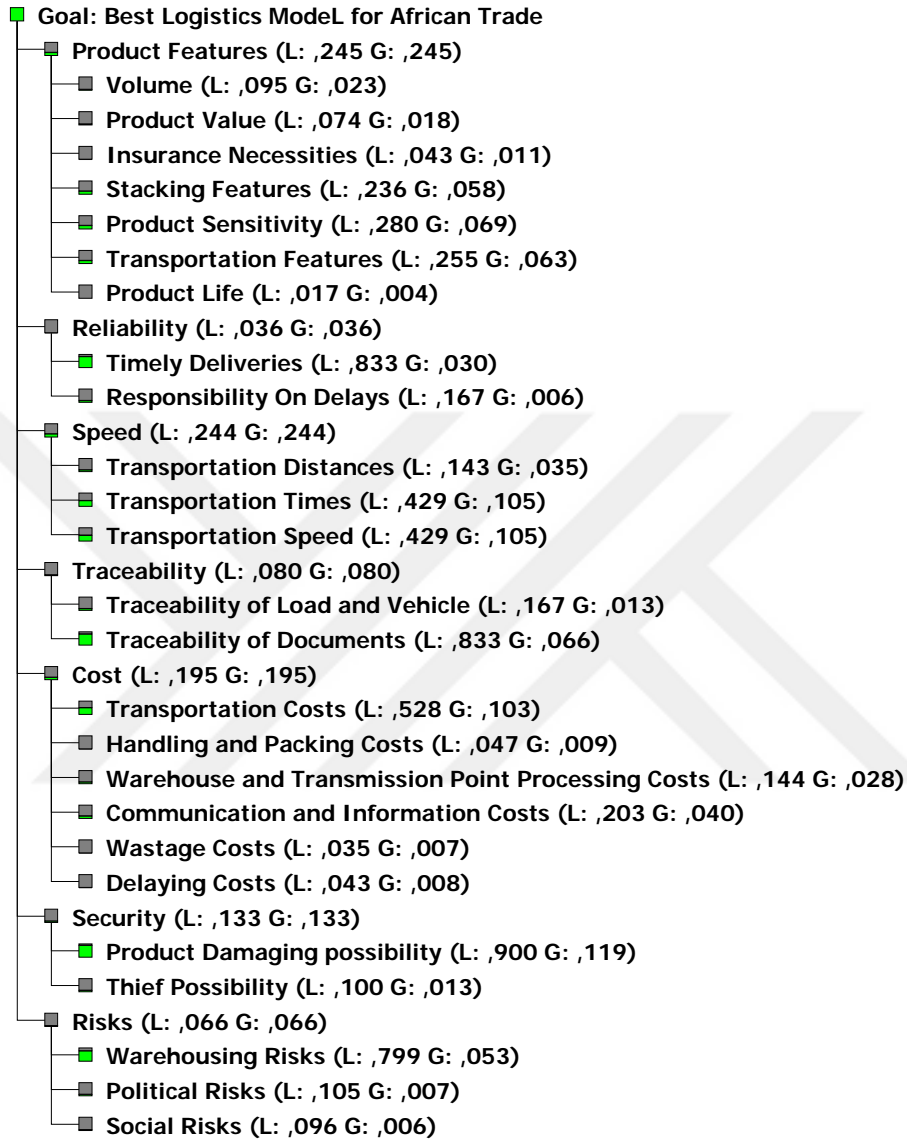 Goal: Best Logistics ModeL for African Trade
Product Features (L: ,245 G: ,245)
Volume (L: ,095 G: ,023)
Product Value (L: ,074 G: ,018)
Insurance Necessities (L: ,043 G: ,011)
Stacking Features (L: ,236 G: ,058)
Product Sensitivity (L: ,280 G: ,069)
Transportation Features (L: ,255 G: ,063)
Product Life (L: ,017 G: ,004)
Reliability (L: ,036 G: ,036)
Timely Deliveries (L: ,833 G: ,030)
Responsibility On Delays (L: ,167 G: ,006)
Speed (L: ,244 G: ,244)
Transportation Distances (L: ,143 G: ,035)
Transportation Times (L: ,429 G: ,105)
Transportation Speed (L: ,429 G: ,105)
Traceability (L: ,080 G: ,080)
Traceability of Load and Vehicle (L: ,167 G: ,013)
Traceability of Documents (L: ,833 G: ,066)
Cost (L: ,195 G: ,195)
Transportation Costs (L: ,528 G: ,103)
Handling and Packing Costs (L: ,047 G: ,009)
Warehouse and Transmission Point Processing Costs (L: ,144 G: ,028)
Communication and Information Costs (L: ,203 G: ,040)
Wastage Costs (L: ,035 G: ,007)
Delaying Costs (L: ,043 G: ,008)
Security (L: ,133 G: ,133)
Product Damaging possibility (L: ,900 G: ,119)
Thief Possibility (L: ,100 G: ,013)
Risks (L: ,066 G: ,066)
Warehousing Risks (L: ,799 G: ,053)
Political Risks (L: ,105 G: ,007)
Social Risks (L: ,096 G: ,006)